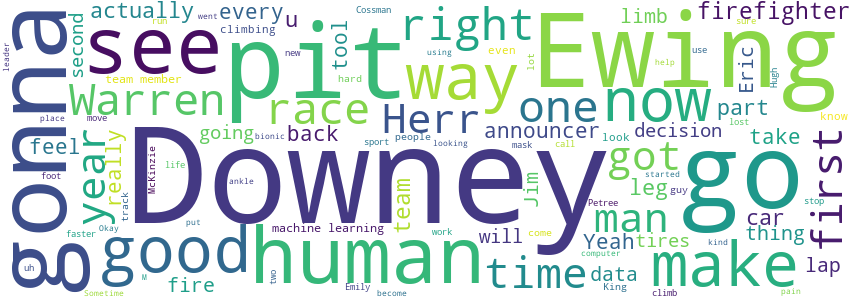 leader
gonna
uh
second
actually
every
u
climbing
went
run
Cossman
new
tool
even
using
limb
firefighter
lot
use
sure
help
Hugh
see
pit
right
Ewing
team member
hard
way
Eric
place
move
Warren
race
Herr
one
now
part
know
lost
year
feel
really
going
bionic
back
sport
people
looking
announcer
mask
call
look
decision
take
first
foot
track
McKinzie
life
Downey
ankle
team
Jim
got
leg
guy
started
go
stop
Okay
faster
good
put
human
machine learning
work
will
come
Petree
man
Yeah
tires
kind
car
thing
lap
Sometime
M
fire
two
Emily
become
time
computer
data
King
make
climb
pain